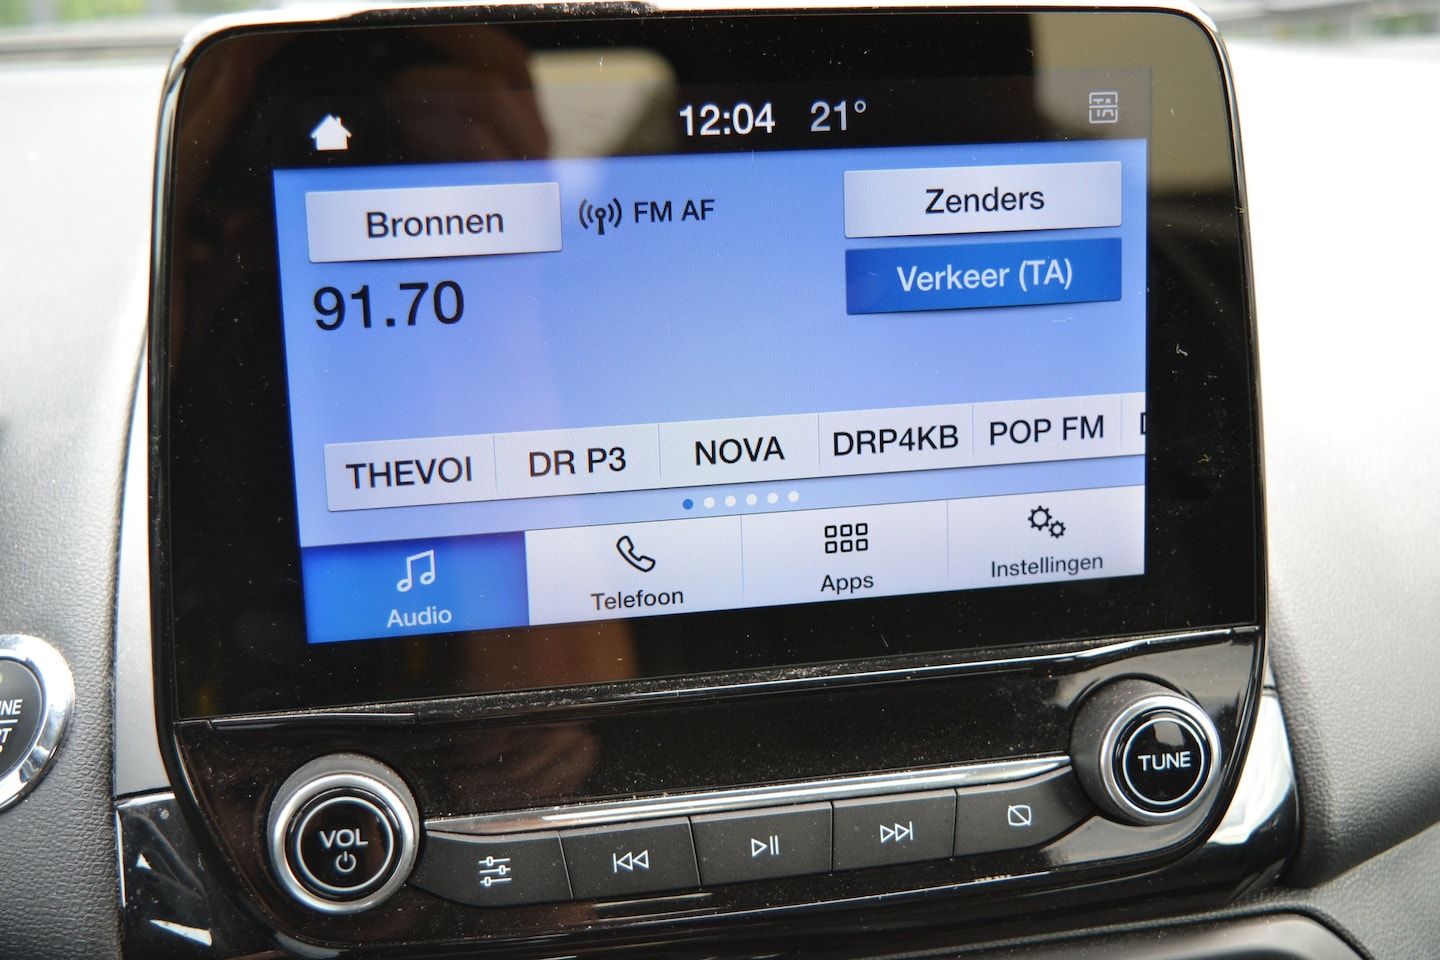 12:04 21°
TA
Bronnen FM AF Zenders
Verkeer (TA)
91.70
THEVOI DR P3 NOVA DRP4KB POP FM
Audio Telefoon Apps Instellingen
VOL
TUNE